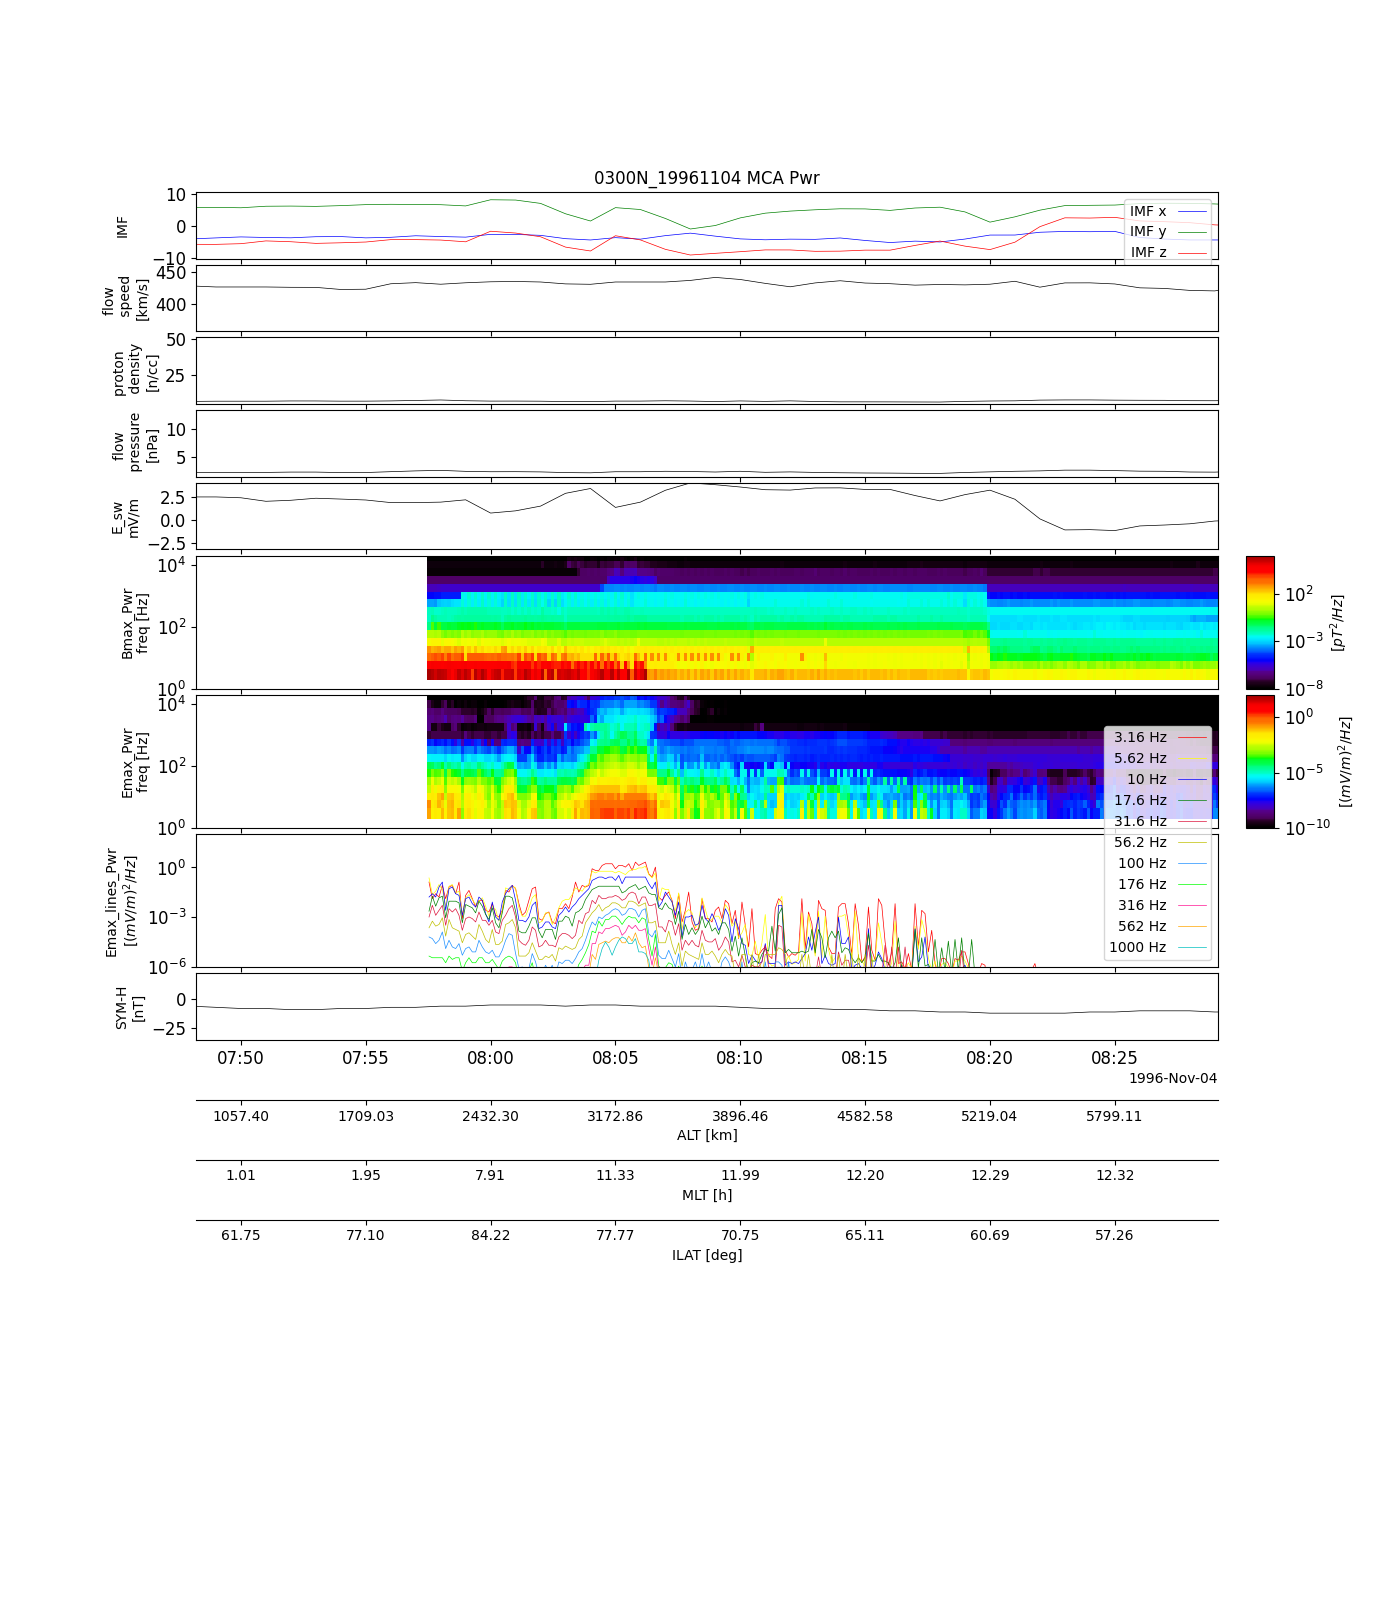 0300N_19961104 MCA Pwr
10
0
−10
IMF
IMF x
IMF y
IMF z
450
400
flow
speed
[km/s]
50
25
proton
density
[n/cc]
10
5
flow
pressure
[nPa]
2.5
0.0
−2.5
E_sw
mV/m
10^4
10^2
10^0
Bmax_Pwr
freq [Hz]
10^2
10^−3
10^−8
[pT^2/Hz]
10^4
10^2
10^0
Emax_Pwr
freq [Hz]
10^0
10^−5
10^−10
[(mV/m)^2/Hz]
3.16 Hz
5.62 Hz
10 Hz
17.6 Hz
31.6 Hz
56.2 Hz
100 Hz
176 Hz
316 Hz
562 Hz
1000 Hz
10^0
10^−3
10^−6
Emax_lines_Pwr
[(mV/m)^2/Hz]
0
−25
SYM-H
[nT]
07:50 07:55 08:00 08:05 08:10 08:15 08:20 08:25
1996-Nov-04
1057.40 1709.03 2432.30 3172.86 3896.46 4582.58 5219.04 5799.11
ALT [km]
1.01 1.95 7.91 11.33 11.99 12.20 12.29 12.32
MLT [h]
61.75 77.10 84.22 77.77 70.75 65.11 60.69 57.26
ILAT [deg]